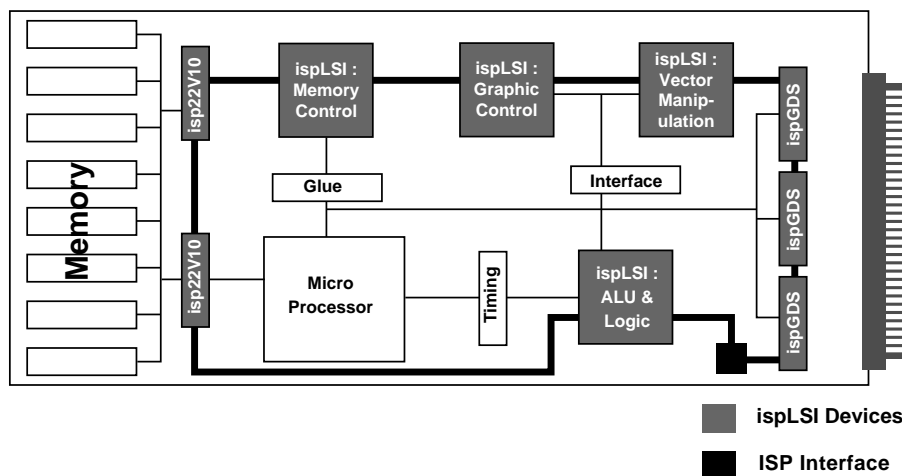 Memory
isp22V10
isp22V10
ispLSI :
Memory
Control
ispLSI :
Graphic
Control
ispLSI :
Vector
Manip-
ulation
ispGDS
ispGDS
ispGDS
Glue
Interface
Micro
Processor
Timing
ispLSI :
ALU &
Logic
ispLSI Devices
ISP Interface